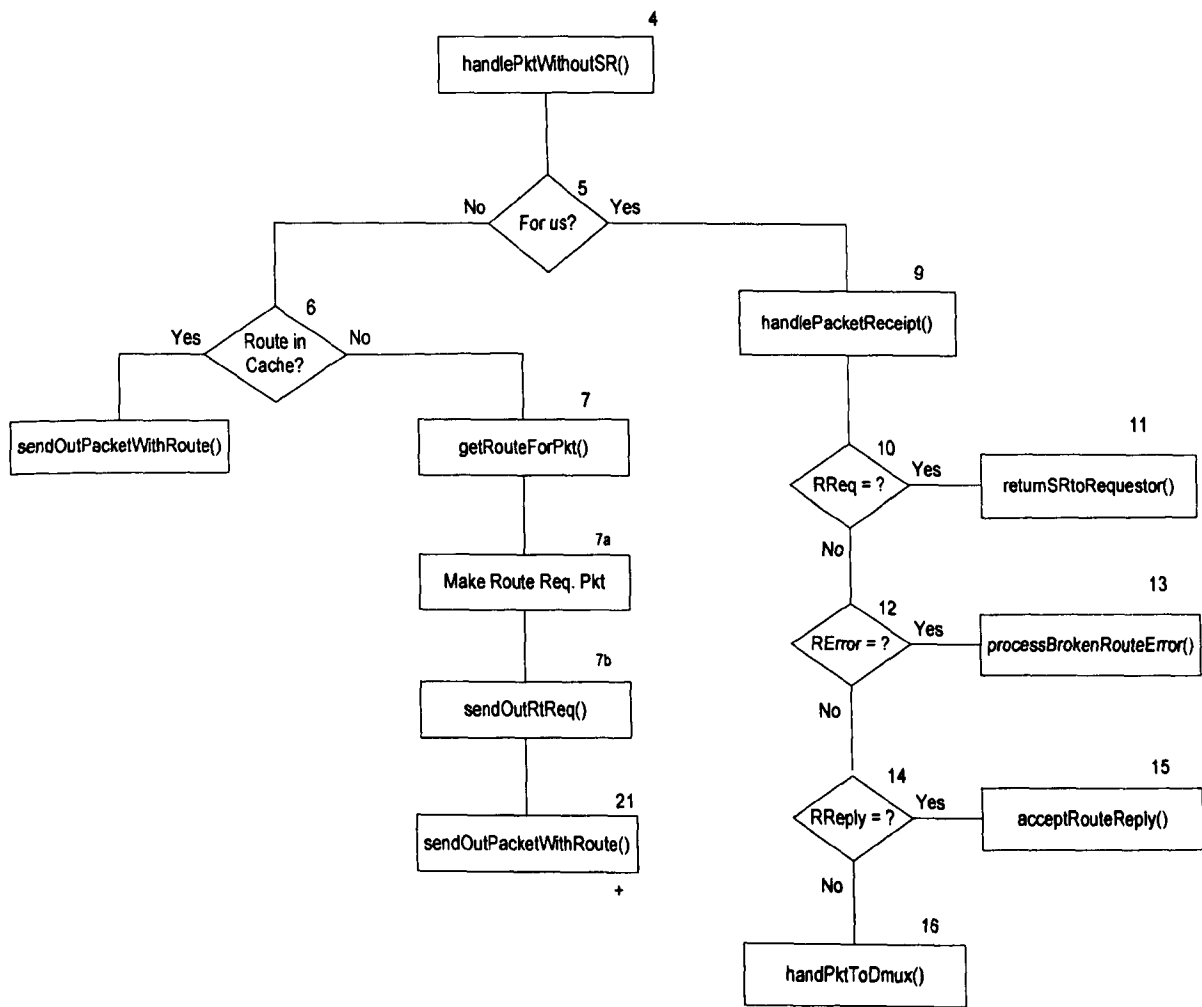 4
handlePktWithoutSR()
5
No
For us?
Yes
6
Yes
Route in
Cache?
No
sendOutPacketWithRoute()
7
getRouteForPkt()
7a
Make Route Req. Pkt
7b
sendOutRtReq()
21
sendOutPacketWithRoute()
+
9
handlePacketReceipt()
10
RReq = ?
Yes
11
returnSRtoRequestor()
No
12
RError = ?
Yes
13
processBrokenRouteError()
No
14
RReply = ?
Yes
15
acceptRouteReply()
No
16
handPktToDmux()